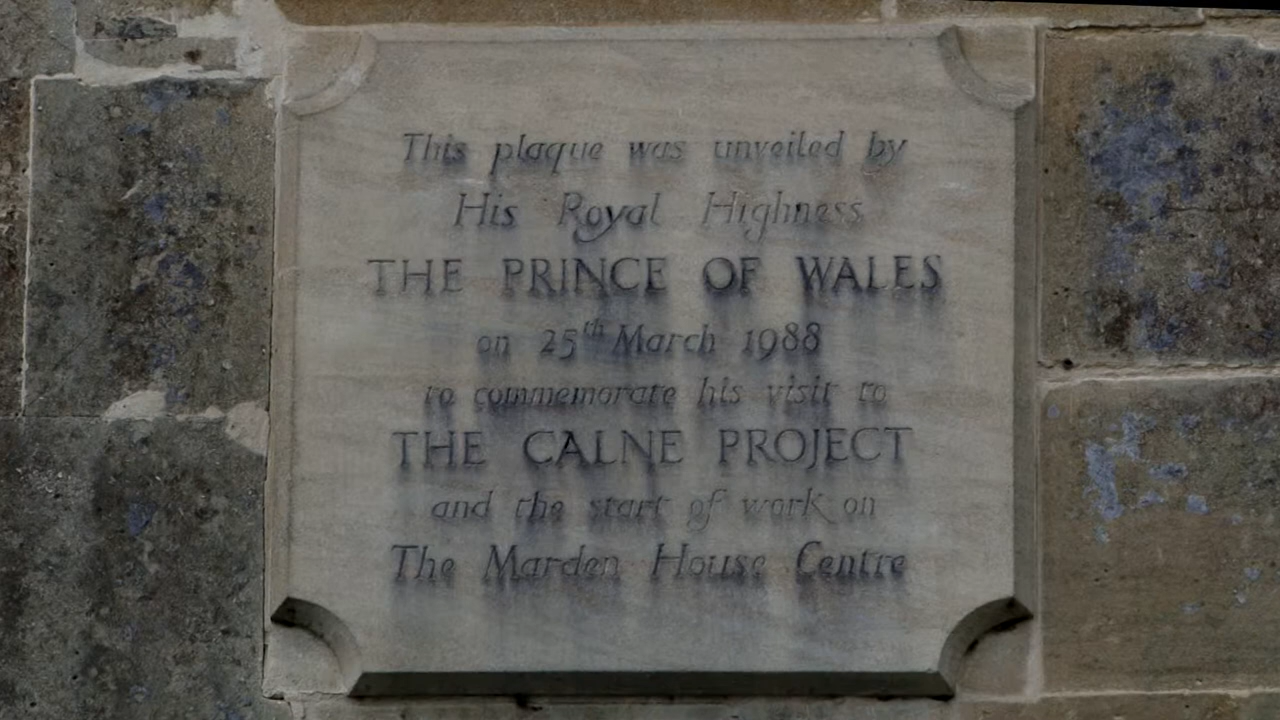 This plaque was unveiled by
His Royal Highness
THE PRINCE OF WALES
on 25th March 1988
to commemorate his visit to
THE CALNE PROJECT
and the start of work on
The Marden House Centre